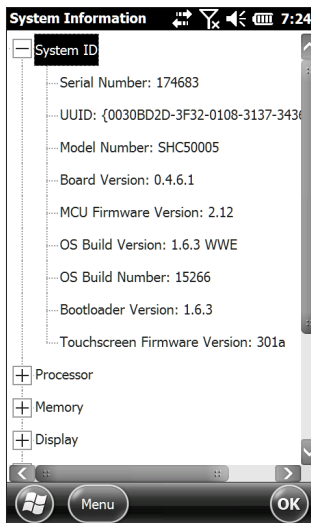 System Information 7:24
System ID
Serial Number: 174683
UUID: {0030BD2D-3F32-0108-3137-3436
Model Number: SHC50005
Board Version: 0.4.6.1
MCU Firmware Version: 2.12
OS Build Version: 1.6.3 WWE
OS Build Number: 15266
Bootloader Version: 1.6.3
Touchscreen Firmware Version: 301a
Processor
Memory
Display
Menu OK